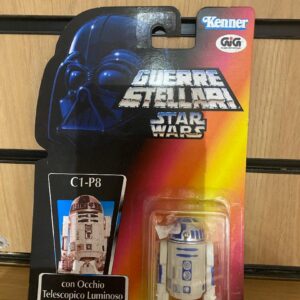 Kenner
GiG
GUERRE
STELLARI
STAR
WARS
C1-P8
con Occhio
Telescopico Luminoso